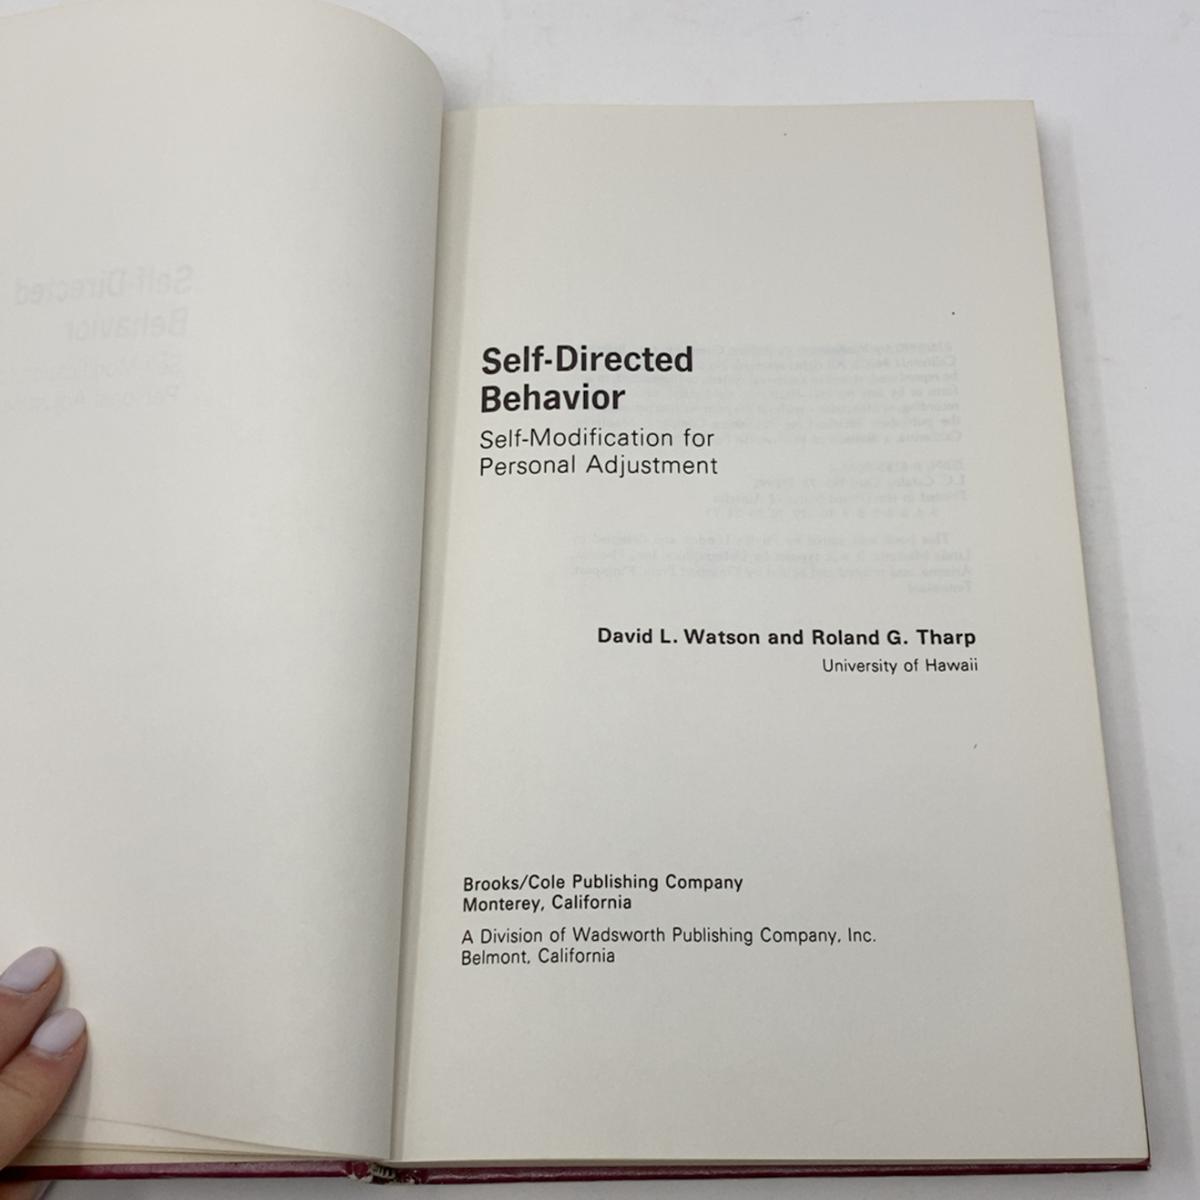 Self-Directed
Behavior
Self-Modification for
Personal Adjustment
David L. Watson and Roland G. Tharp
University of Hawaii
Brooks/Cole Publishing Company
Monterey, California
A Division of Wadsworth Publishing Company, Inc.
Belmont, California